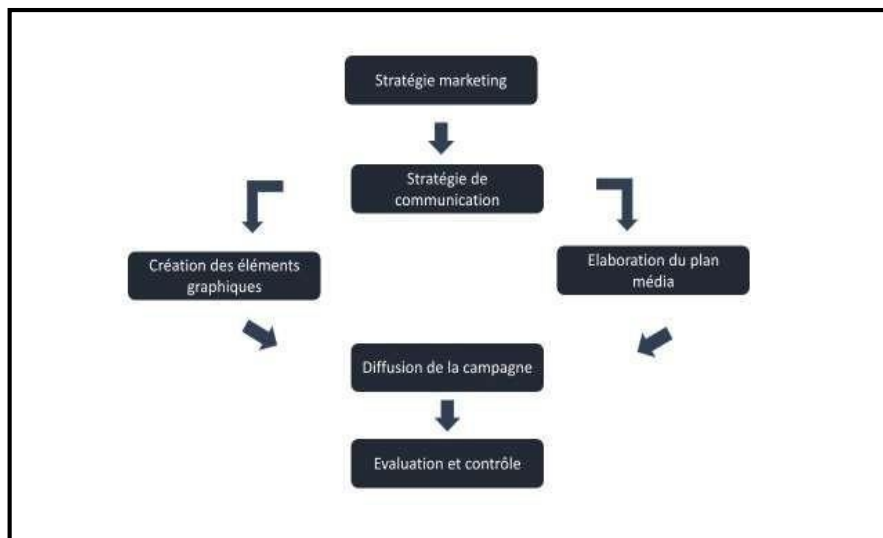 Stratégie marketing
Stratégie de
communication
Création des éléments
graphiques
Elaboration du plan
média
Diffusion de la campagne
Evaluation et contrôle